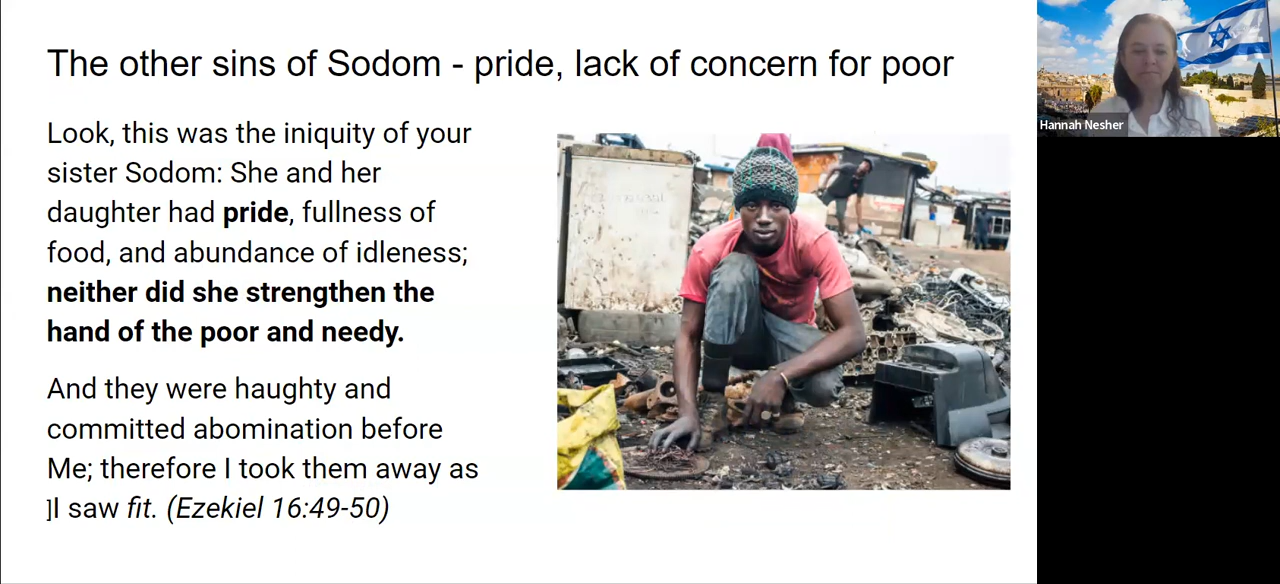 The other sins of Sodom - pride, lack of concern for poor
Look, this was the iniquity of your
sister Sodom: She and her
daughter had pride, fullness of
food, and abundance of idleness;
neither did she strengthen the
hand of the poor and needy.
And they were haughty and
committed abomination before
Me; therefore I took them away as
]I saw fit. (Ezekiel 16:49-50)
Hannah Nesher